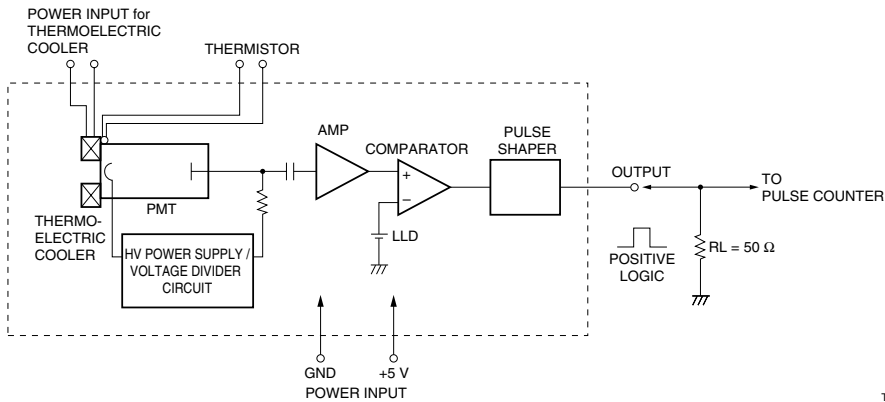 POWER INPUT for
THERMOELECTRIC
COOLER
THERMISTOR
AMP
COMPARATOR
PULSE
SHAPER
OUTPUT
TO
PULSE COUNTER
+
−
PMT
THERMO-
ELECTRIC
COOLER
LLD
HV POWER SUPPLY /
VOLTAGE DIVIDER
CIRCUIT
POSITIVE
LOGIC
RL = 50 Ω
GND
+5 V
POWER INPUT